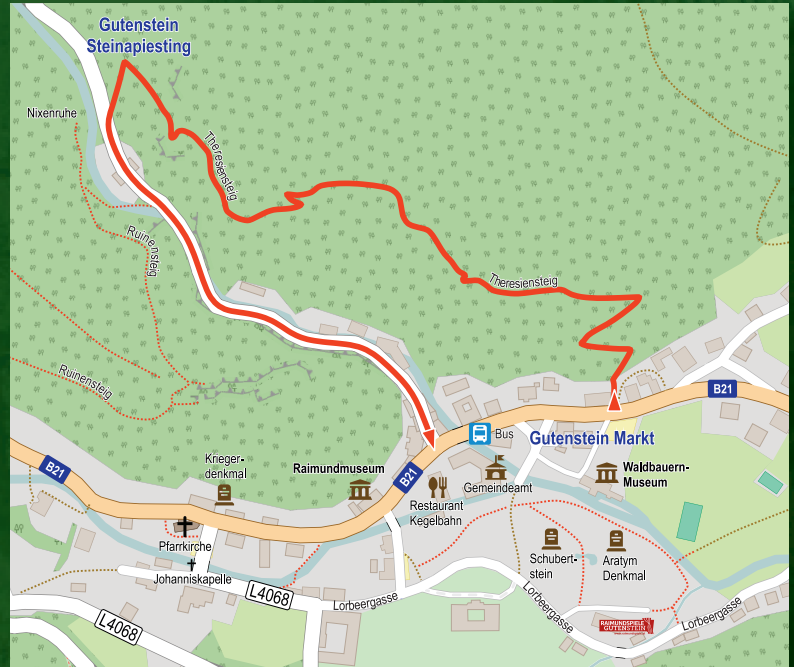 Gutenstein
Steinapiesting
Nixenruhe
Theresiensteig
Ruinensteig
Theresiensteig
Ruinensteig
B21
Bus
Gutenstein Markt
Krieger-
denkmal
Raimundmuseum
B21
B21
Gemeindeamt
Waldbauern-
Museum
Restaurant
Kegelbahn
Pfarrkirche
Johanniskapelle
Schubert-
stein
Aratym
Denkmal
L4068
Lorbeergasse
Lorbeergasse
Lorbeergasse
L4068
RAIMUNDSPIELE
GUTENSTEIN